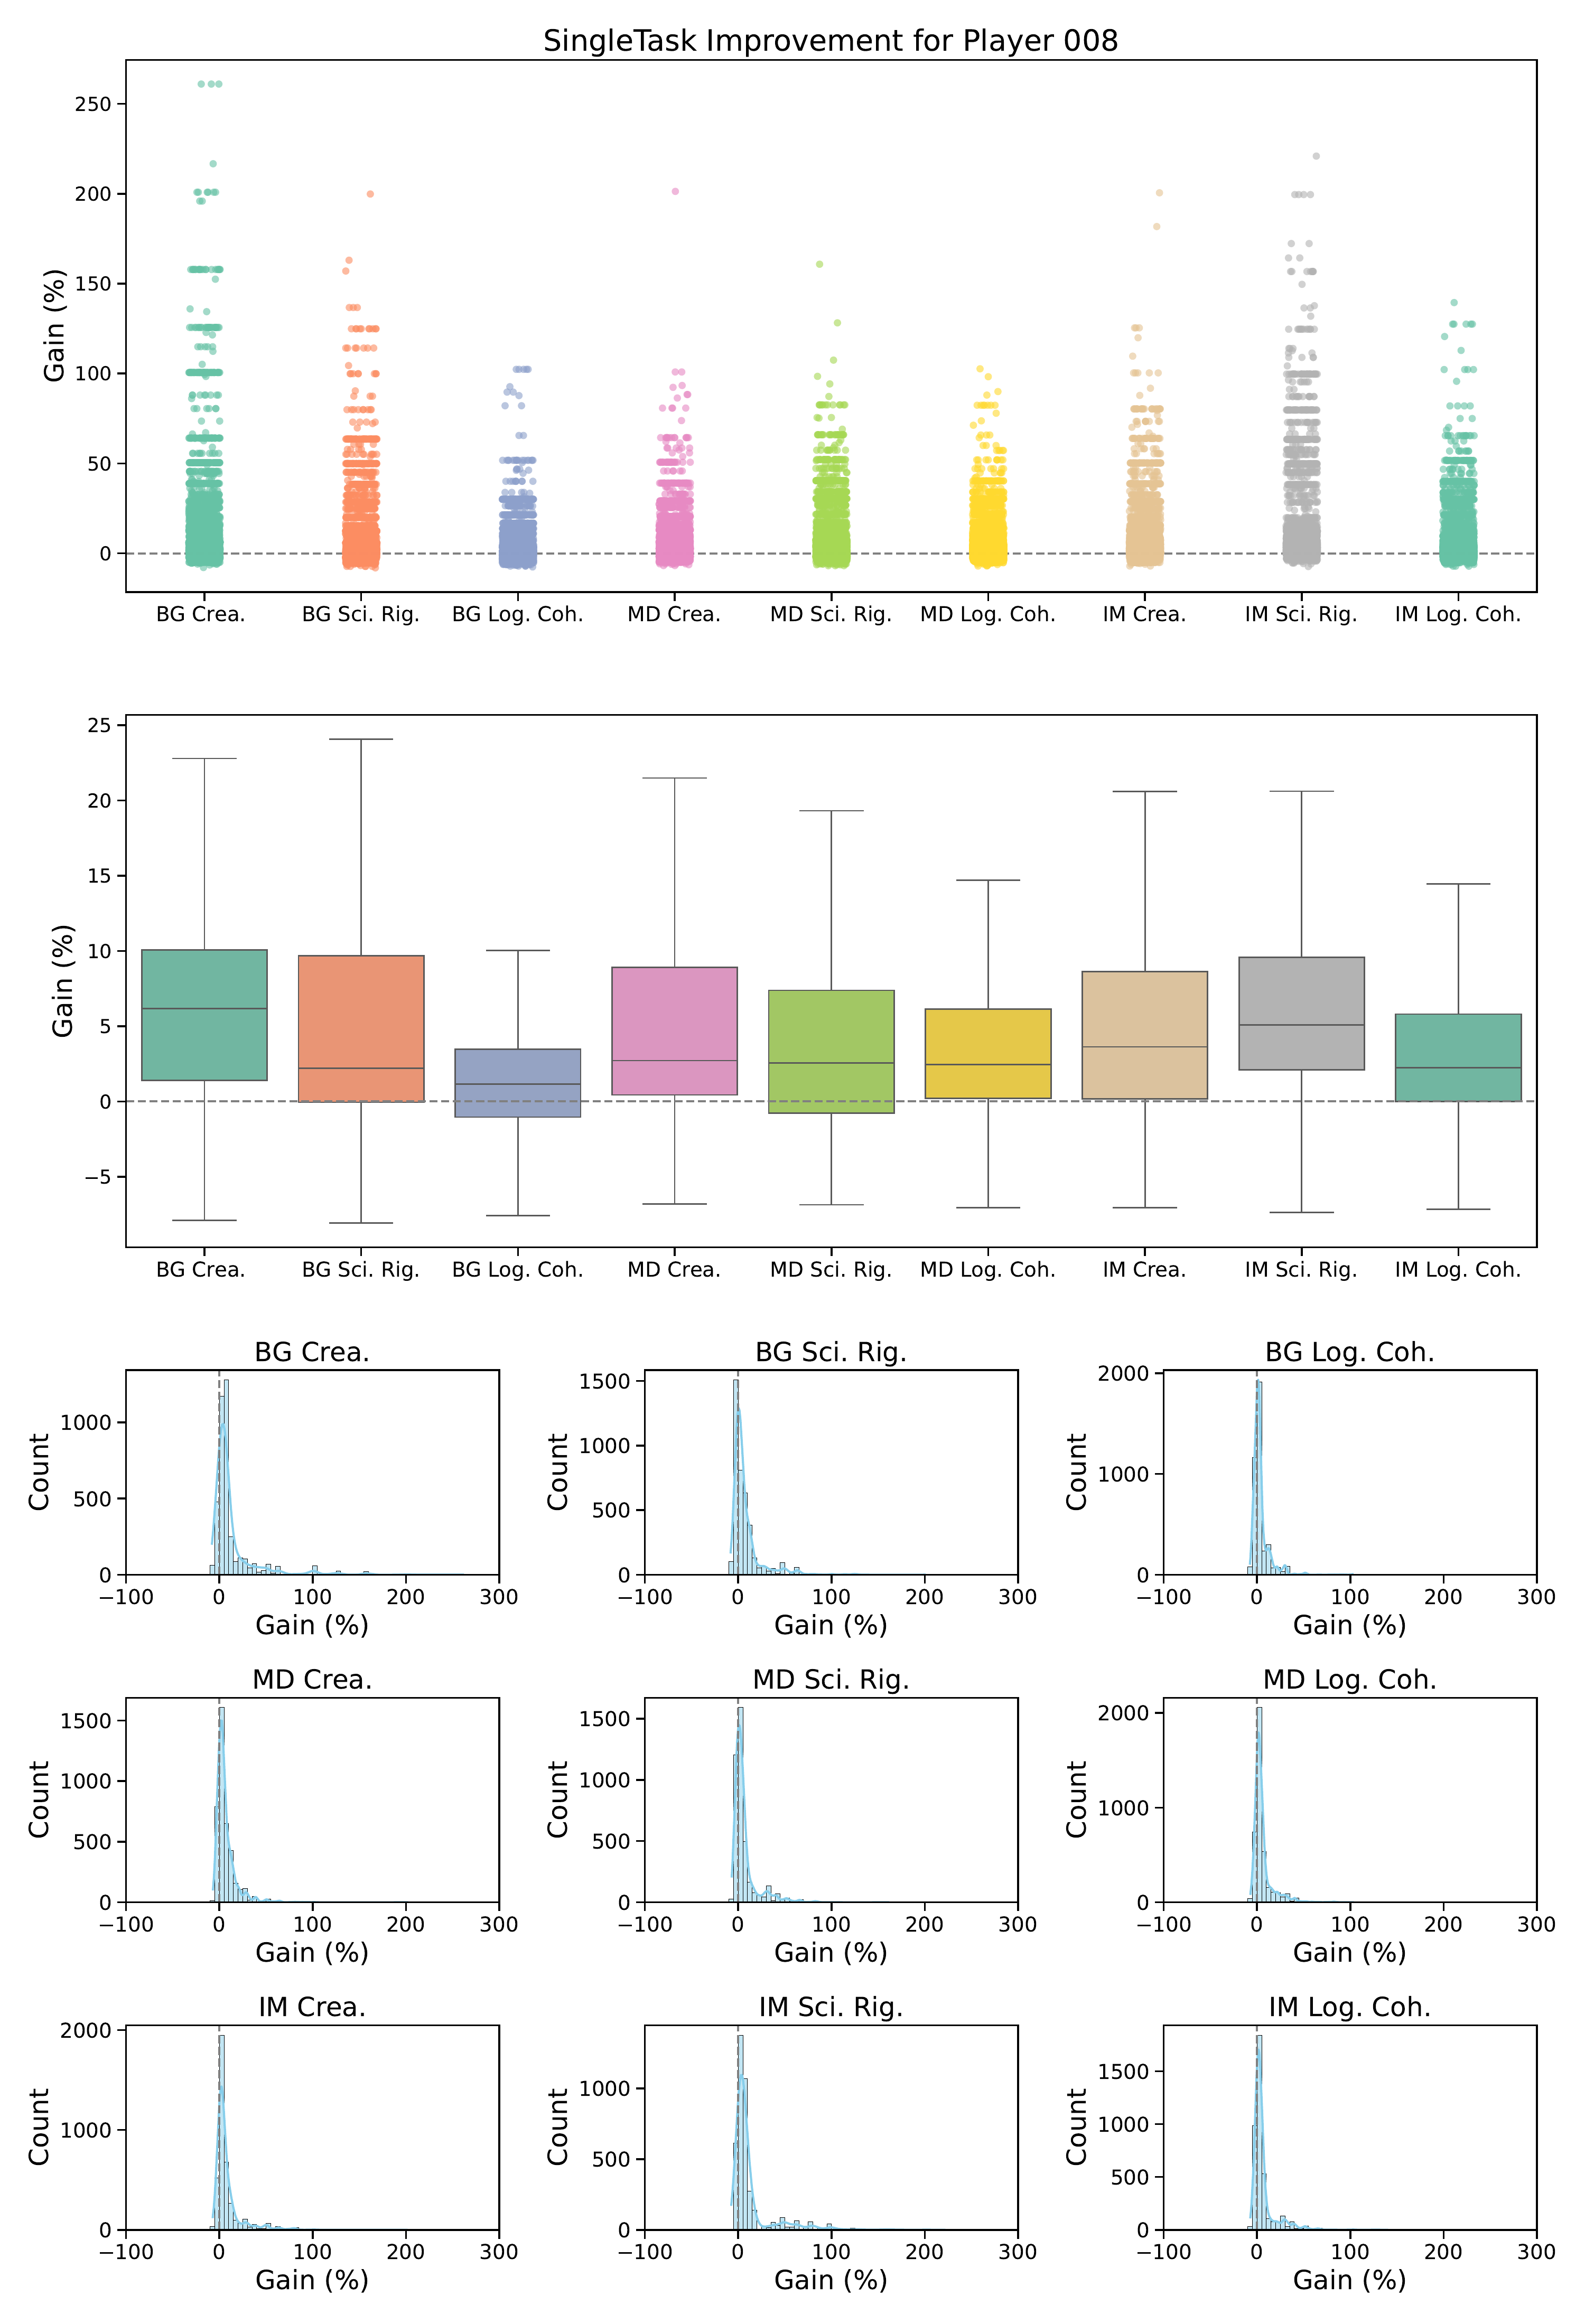 SingleTask Improvement for Player 008
Gain (%)
250
200
150
100
50
0
BG Crea. BG Sci. Rig. BG Log. Coh. MD Crea. MD Sci. Rig. MD Log. Coh. IM Crea. IM Sci. Rig. IM Log. Coh.
Gain (%)
25
20
15
10
5
0
−5
BG Crea. BG Sci. Rig. BG Log. Coh. MD Crea. MD Sci. Rig. MD Log. Coh. IM Crea. IM Sci. Rig. IM Log. Coh.
BG Crea.
Count
1000
500
0
−100 0 100 200 300
Gain (%)
BG Sci. Rig.
Count
1500
1000
500
0
−100 0 100 200 300
Gain (%)
BG Log. Coh.
Count
2000
1000
0
−100 0 100 200 300
Gain (%)
MD Crea.
Count
1500
1000
500
0
−100 0 100 200 300
Gain (%)
MD Sci. Rig.
Count
1500
1000
500
0
−100 0 100 200 300
Gain (%)
MD Log. Coh.
Count
2000
1000
0
−100 0 100 200 300
Gain (%)
IM Crea.
Count
2000
1000
0
−100 0 100 200 300
Gain (%)
IM Sci. Rig.
Count
1000
500
0
−100 0 100 200 300
Gain (%)
IM Log. Coh.
Count
1500
1000
500
0
−100 0 100 200 300
Gain (%)